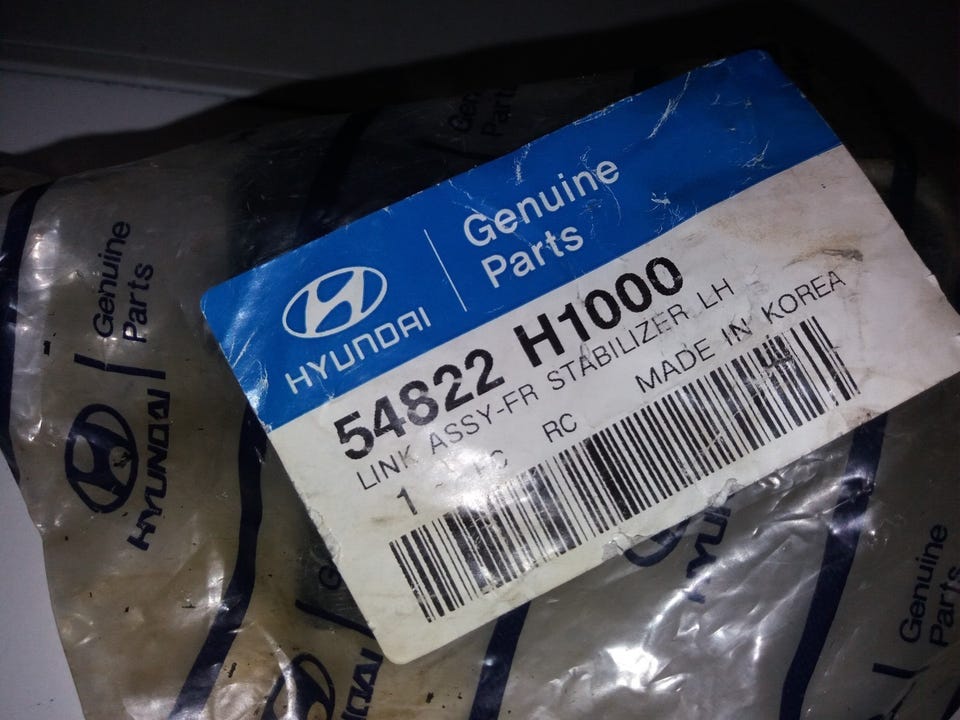 HYUNDAI
Genuine
Parts
54822 H1000
LINK ASSY-FR STABILIZER LH
1
RC
MADE IN KOREA
HYUNDAI
Genuine
Parts
Genuine
Parts